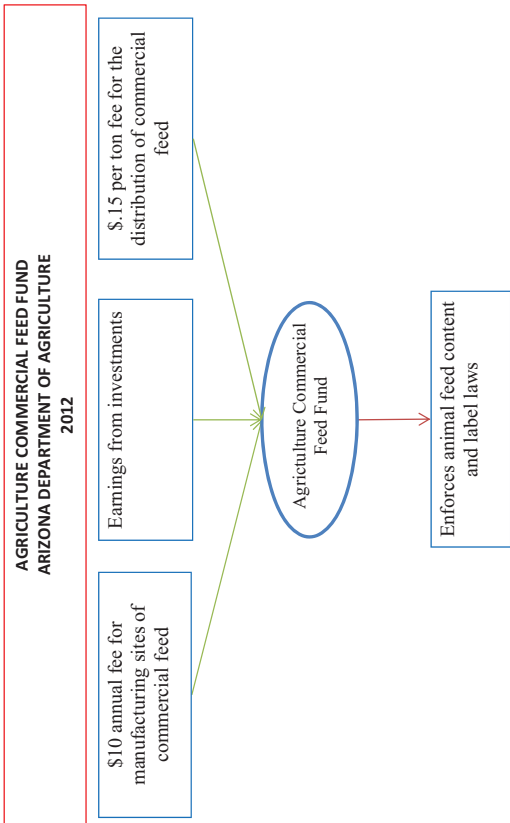 AGRICULTURE COMMERCIAL FEED FUND
ARIZONA DEPARTMENT OF AGRICULTURE
2012
$10 annual fee for
manufacturing sites of
commercial feed
Earnings from investments
$.15 per ton fee for the
distribution of commercial
feed
Agrictulture Commercial
Feed Fund
Enforces animal feed content
and label laws